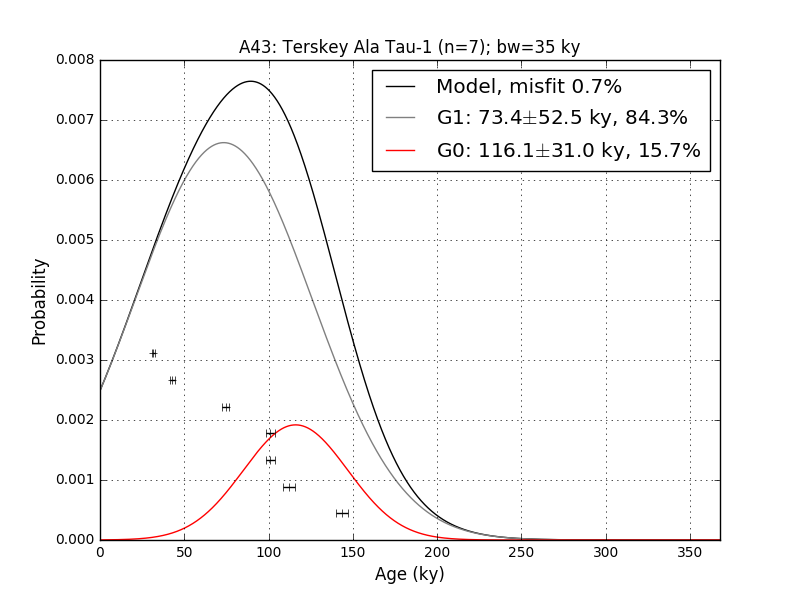 A43: Terskey Ala Tau-1 (n=7); bw=35 ky
0.008
0.007
0.006
0.005
0.004
0.003
0.002
0.001
0.000
Probability
Model, misfit 0.7%
G1: 73.4±52.5 ky, 84.3%
G0: 116.1±31.0 ky, 15.7%
0 50 100 150 200 250 300 350
Age (ky)